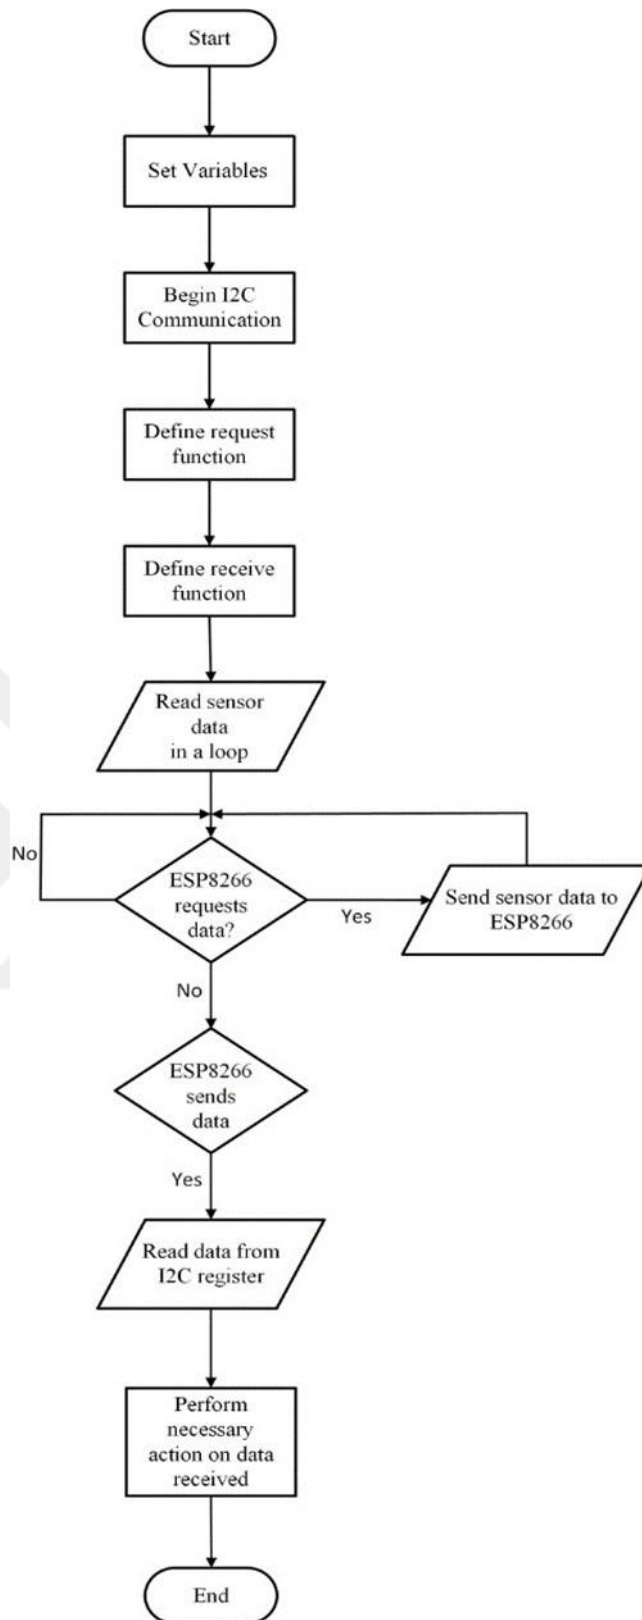 Start
Set Variables
Begin I2C
Communication
Define request
function
Define receive
function
Read sensor
data
in a loop
No
ESP8266
requests
data?
Yes
Send sensor data to
ESP8266
No
ESP8266
sends
data
Yes
Read data from
I2C register
Perform
necessary
action on data
received
End